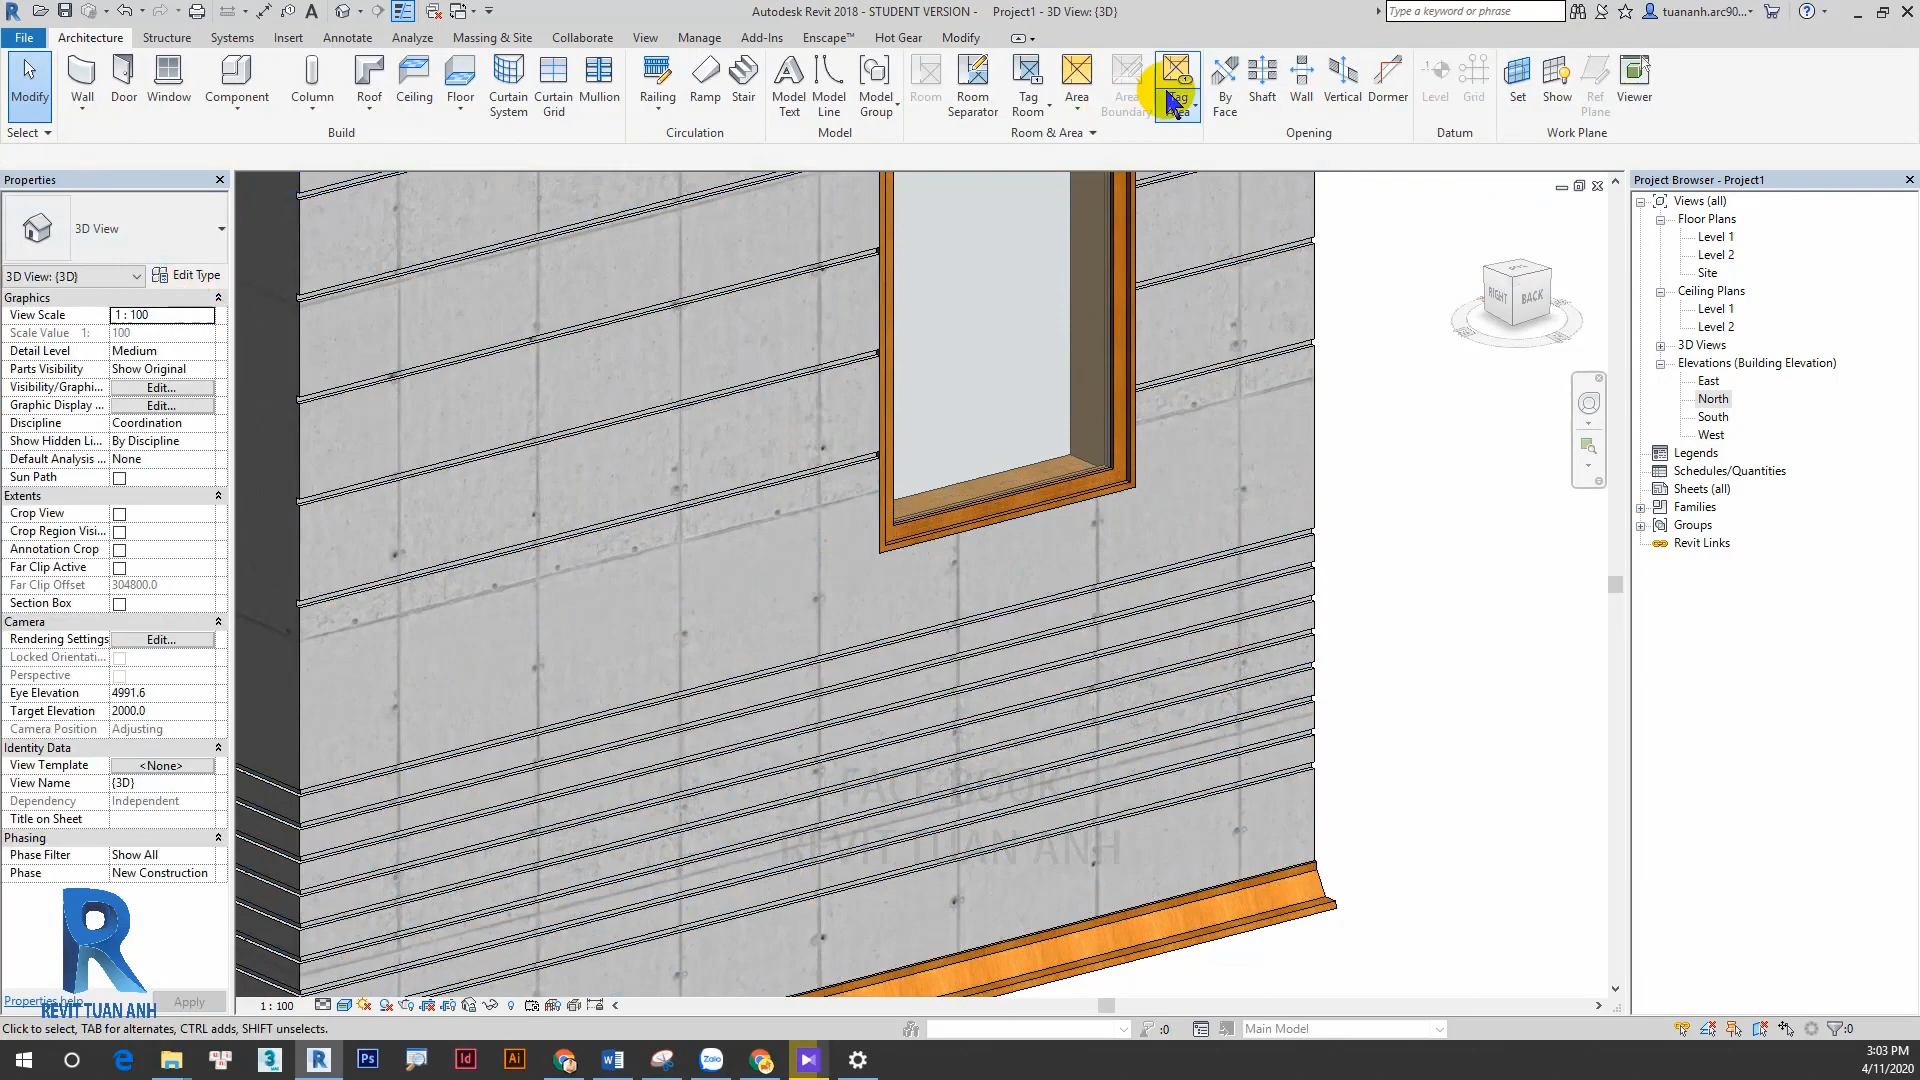 Autodesk Revit 2018 - STUDENT VERSION - Project1 - 3D View: {3D}
Type a keyword or phrase
tuananh.arc90...
File Architecture Structure Systems Insert Annotate Analyze Massing & Site Collaborate View Manage Add-Ins Enscape™ Hot Gear Modify
Modify Wall Door Window Component Column Roof Ceiling Floor Curtain System Curtain Grid Mullion Railing Ramp Stair Model Text Model Line Model Group Room Room Separator Tag Room Area Area Boundary Tag Area By Face Shaft Wall Vertical Dormer Level Grid Set Show Ref Plane Viewer
Select Build Circulation Model Room & Area Opening Datum Work Plane
Properties
3D View
3D View: {3D} Edit Type
Graphics
View Scale 1 : 100
Scale Value 1: 100
Detail Level Medium
Parts Visibility Show Original
Visibility/Graphi... Edit...
Graphic Display ... Edit...
Discipline Coordination
Show Hidden Li... By Discipline
Default Analysis ... None
Sun Path
Extents
Crop View
Crop Region Visi...
Annotation Crop
Far Clip Active
Far Clip Offset 304800.0
Section Box
Camera
Rendering Settings Edit...
Locked Orientati...
Perspective
Eye Elevation 4991.6
Target Elevation 2000.0
Camera Position Adjusting
Identity Data
View Template <None>
View Name {3D}
Dependency Independent
Title on Sheet
Phasing
Phase Filter Show All
Phase New Construction
Properties help
Apply
R
REVIT TUAN ANH
RIGHT BACK
FACE BOOK
REVIT TUAN ANH
Project Browser - Project1
Views (all)
Floor Plans
Level 1
Level 2
Site
Ceiling Plans
Level 1
Level 2
3D Views
Elevations (Building Elevation)
East
North
South
West
Legends
Schedules/Quantities
Sheets (all)
Families
Groups
Revit Links
1 : 100
Click to select, TAB for alternates, CTRL adds, SHIFT unselects.
:0 Main Model :0
3:03 PM
4/11/2020